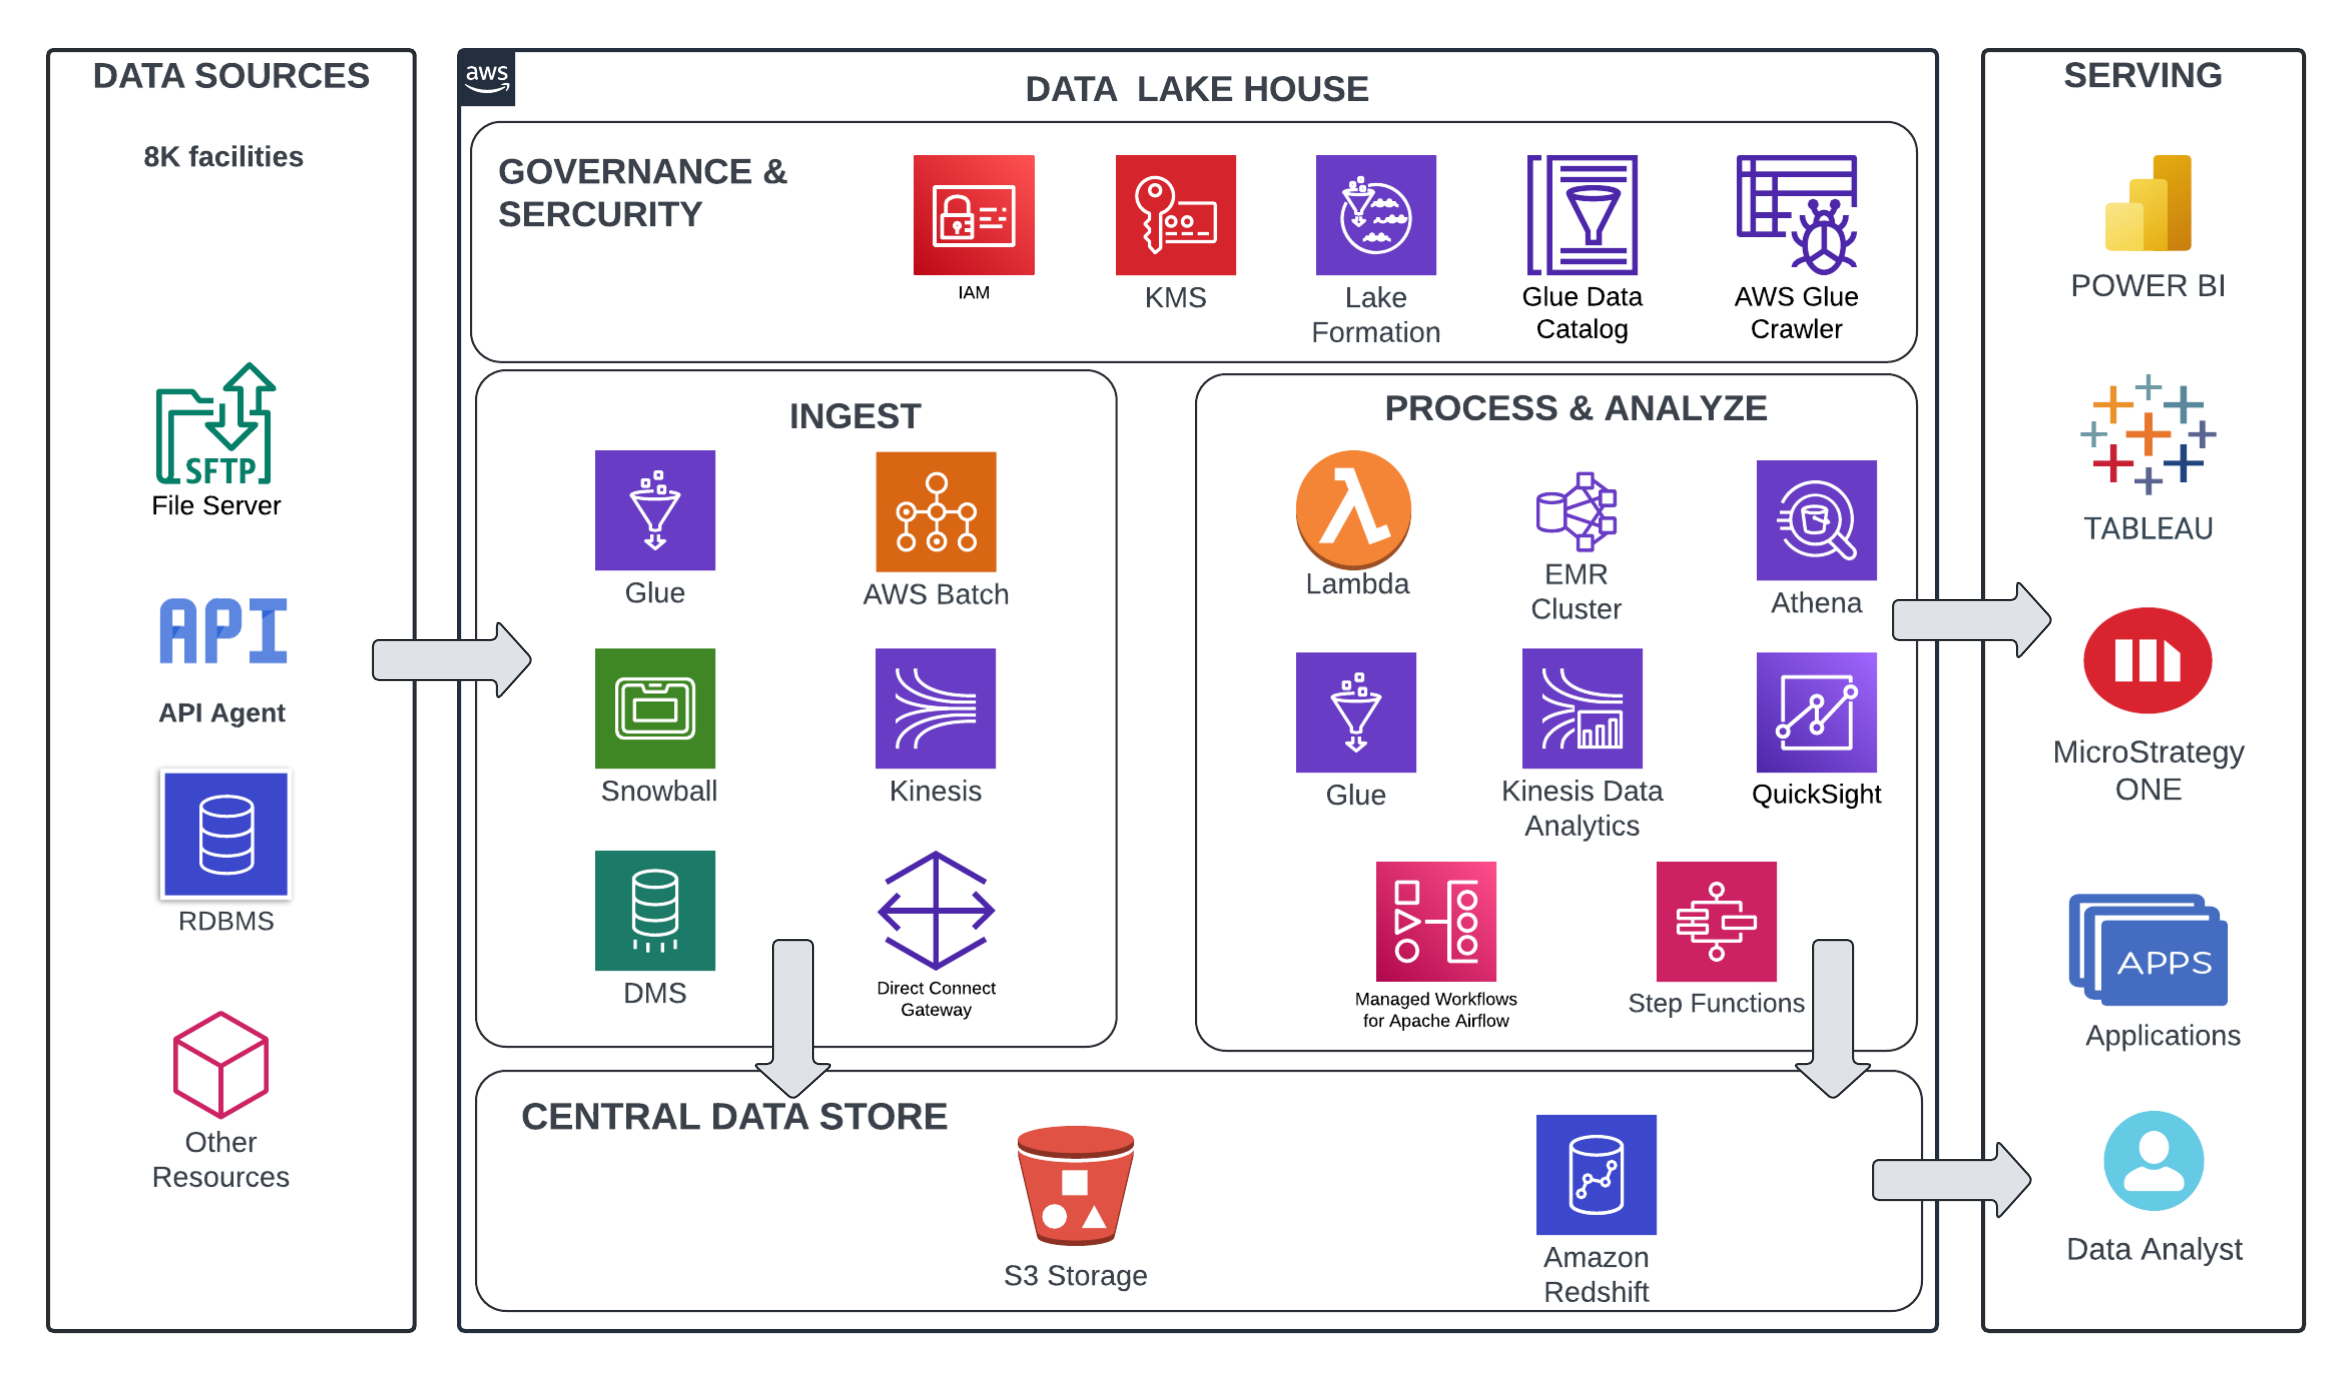 DATA SOURCES
8K facilities
SFTP
File Server
API
API Agent
RDBMS
Other
Resources
aws
DATA LAKE HOUSE
GOVERNANCE &
SERCURITY
IAM
KMS
Lake
Formation
Glue Data
Catalog
AWS Glue
Crawler
INGEST
Glue
AWS Batch
Snowball
Kinesis
DMS
Direct Connect
Gateway
PROCESS & ANALYZE
Lambda
EMR
Cluster
Athena
Glue
Kinesis Data
Analytics
QuickSight
Managed Workflows
for Apache Airflow
Step Functions
CENTRAL DATA STORE
S3 Storage
Amazon
Redshift
SERVING
POWER BI
TABLEAU
MicroStrategy
ONE
APPS
Applications
Data Analyst